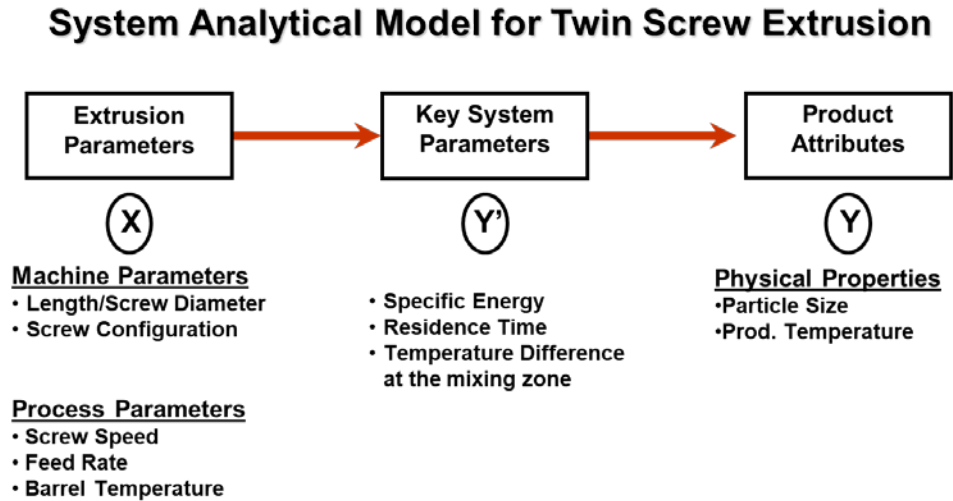 System Analytical Model for Twin Screw Extrusion
Extrusion
Parameters
Key System
Parameters
Product
Attributes
X
Y’
Y
Machine Parameters
• Length/Screw Diameter
• Screw Configuration
Process Parameters
• Screw Speed
• Feed Rate
• Barrel Temperature
• Specific Energy
• Residence Time
• Temperature Difference
at the mixing zone
Physical Properties
•Particle Size
•Prod. Temperature